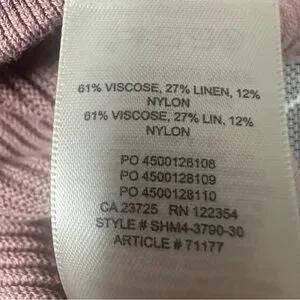 61% VISCOSE, 27% LINEN, 12%
NYLON
61% VISCOSE, 27% LIN, 12%
NYLON
PO 4500126108
PO 4500128109
PO 4500128110
CA 23725 RN 122354
STYLE # SHM4-3790-30
ARTICLE # 71177